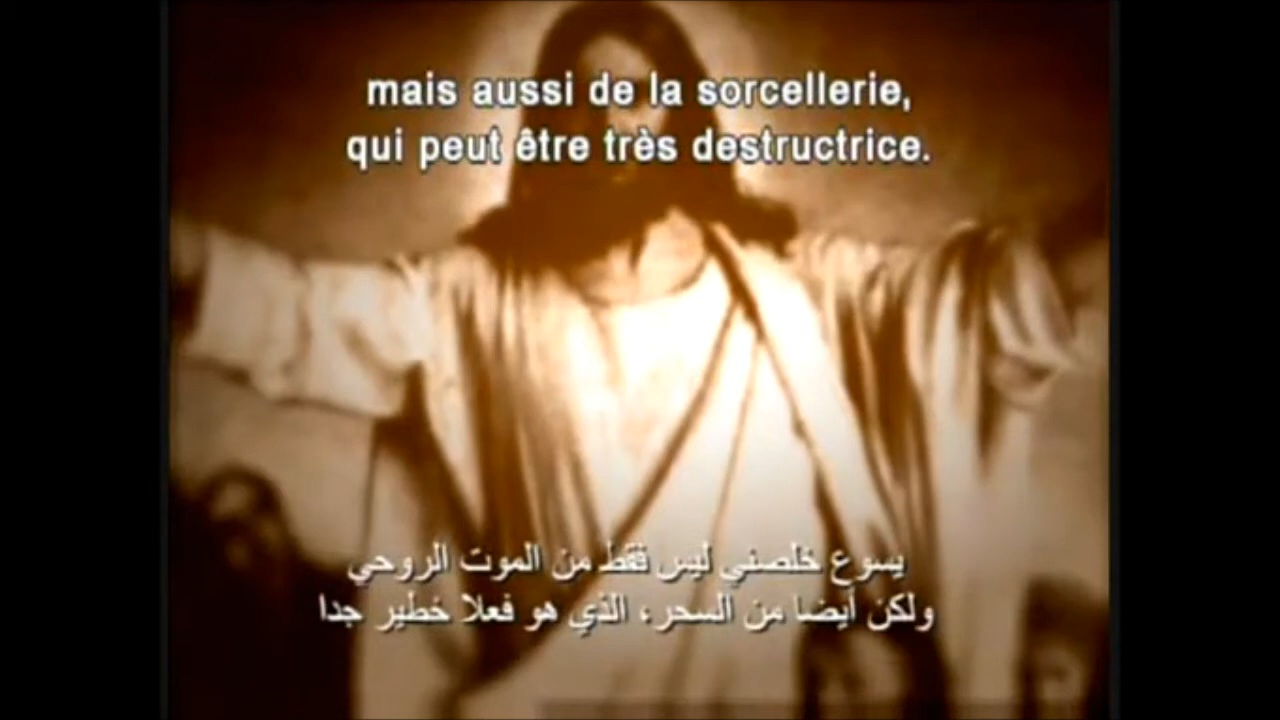 mais aussi de la sorcellerie,
qui peut être très destructrice.
يسوع خلصني ليس فقط من الموت الروحي
ولكن أيضا من السحر، الذي هو فعلا خطير جدا